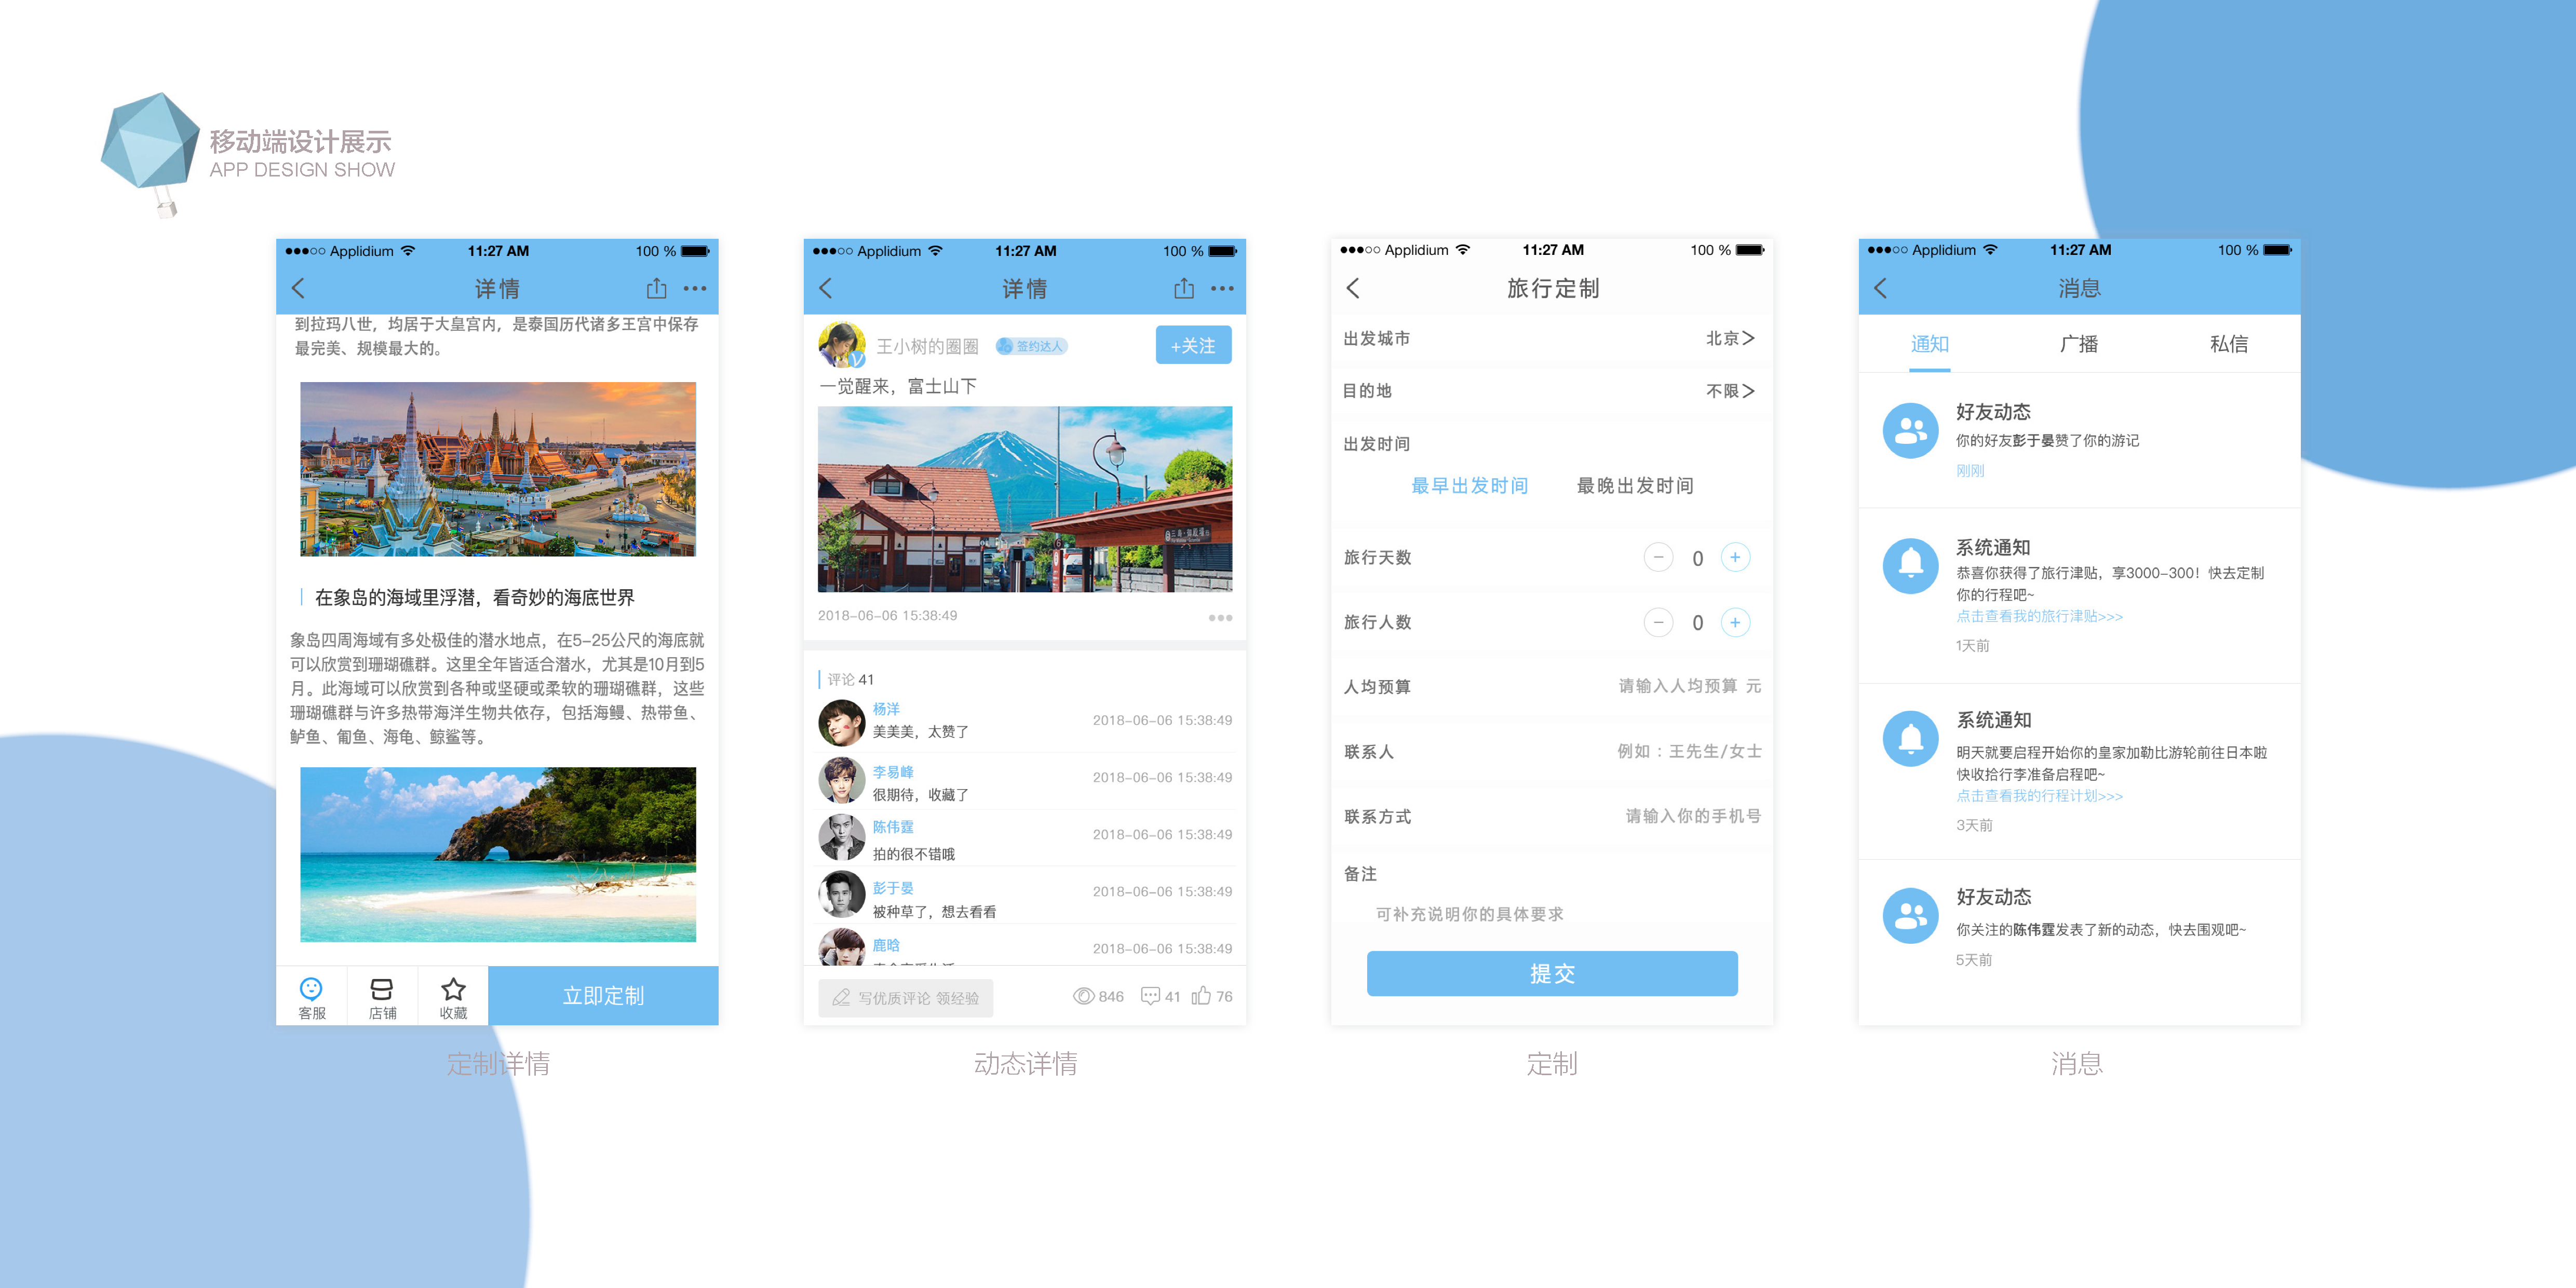 移动端设计展示
APP DESIGN SHOW
Applidium 11:27 AM 100 %
详情
到拉玛八世，均居于大皇宫内，是泰国历代诸多王宫中保存
最完美、规模最大的。
在象岛的海域里浮潜，看奇妙的海底世界
象岛四周海域有多处极佳的潜水地点，在5-25公尺的海底就
可以欣赏到珊瑚礁群。这里全年皆适合潜水，尤其是10月到5
月。此海域可以欣赏到各种或坚硬或柔软的珊瑚礁群，这些
珊瑚礁群与许多热带海洋生物共依存，包括海鳗、热带鱼、
鲈鱼、鲳鱼、海龟、鲸鲨等。
客服
店铺
收藏
立即定制
定制详情
Applidium 11:27 AM 100 %
详情
王小树的圈圈 签约达人 +关注
一觉醒来，富士山下
2018-06-06 15:38:49
评论 41
杨洋
美美美，太赞了
2018-06-06 15:38:49
李易峰
很期待，收藏了
2018-06-06 15:38:49
陈伟霆
拍的很不错哦
2018-06-06 15:38:49
彭于晏
被种草了，想去看看
2018-06-06 15:38:49
鹿晗
2018-06-06 15:38:49
写优质评论 领经验
846 41 76
动态详情
Applidium 11:27 AM 100 %
旅行定制
出发城市 北京>
目的地 不限>
出发时间
最早出发时间 最晚出发时间
旅行天数 − 0 +
旅行人数 − 0 +
人均预算 请输入人均预算 元
联系人 例如：王先生/女士
联系方式 请输入你的手机号
备注
可补充说明你的具体要求
提交
定制
Applidium 11:27 AM 100 %
消息
通知 广播 私信
好友动态
你的好友彭于晏赞了你的游记
刚刚
系统通知
恭喜你获得了旅行津贴，享3000-300！快去定制
你的行程吧~
点击查看我的旅行津贴>>>
1天前
系统通知
明天就要启程开始你的皇家加勒比游轮前往日本啦
快收拾行李准备启程吧~
点击查看我的行程计划>>>
3天前
好友动态
你关注的陈伟霆发表了新的动态，快去围观吧~
5天前
消息